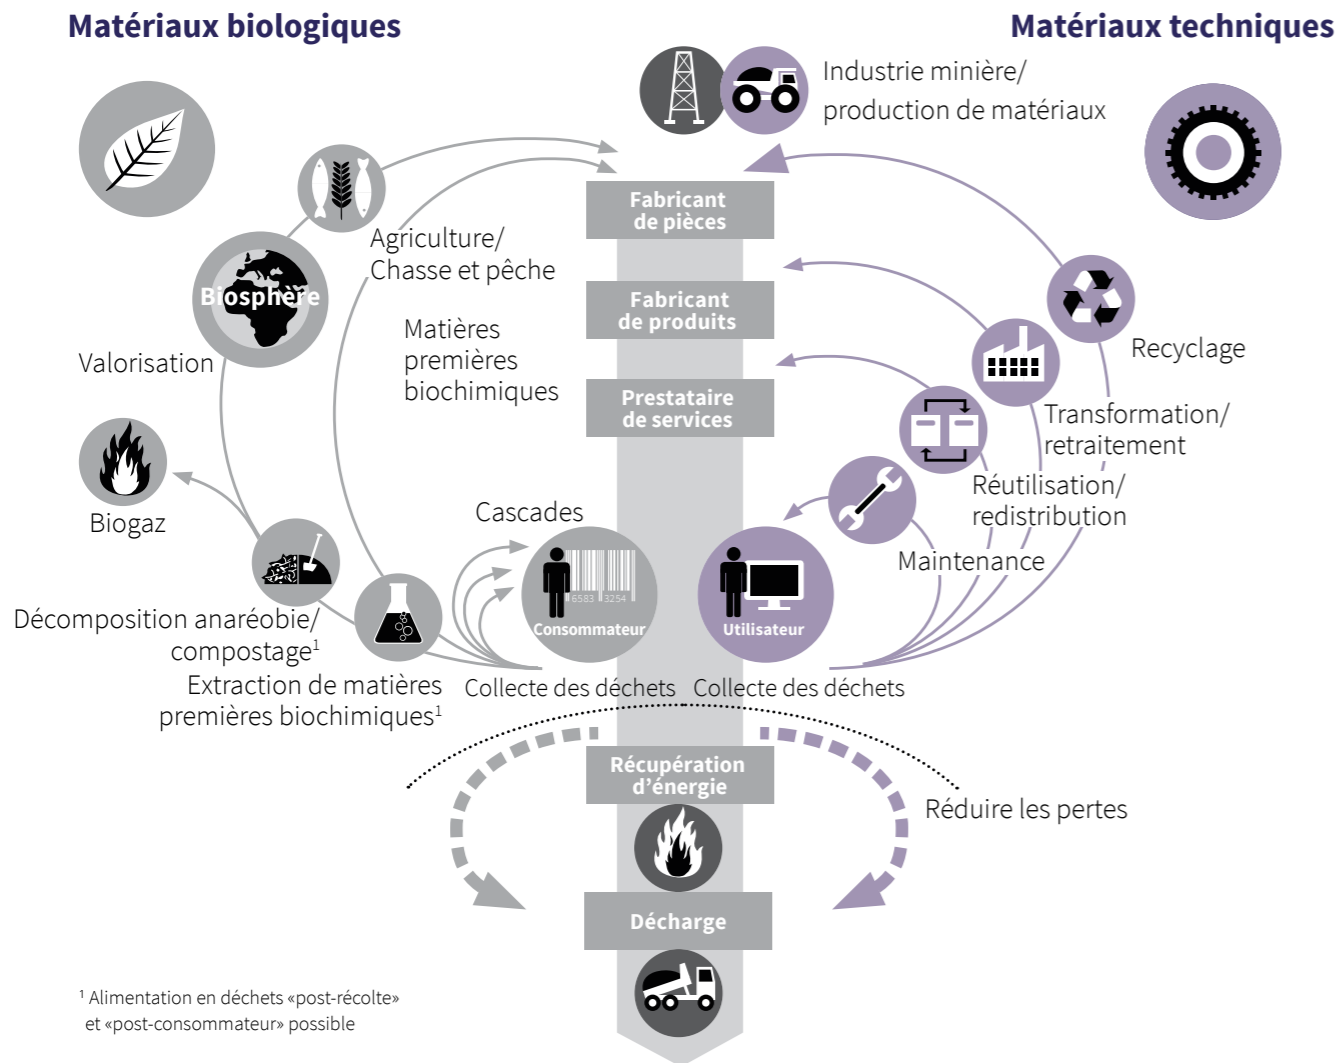 Matériaux biologiques
Matériaux techniques
Industrie minière/
production de matériaux
Fabricant
de pièces
Agriculture/
Chasse et pêche
Biosphère
Fabricant
de produits
Matières
premières
biochimiques
Recyclage
Valorisation
Prestataire
de services
Transformation/
retraitement
Réutilisation/
redistribution
Biogaz
Cascades
Maintenance
6583 3254
Consommateur
Utilisateur
Décomposition anaréobie/
compostage¹
Extraction de matières
premières biochimiques¹
Collecte des déchets
Collecte des déchets
Récupération
d’énergie
Réduire les pertes
Décharge
¹ Alimentation en déchets «post-récolte»
et «post-consommateur» possible